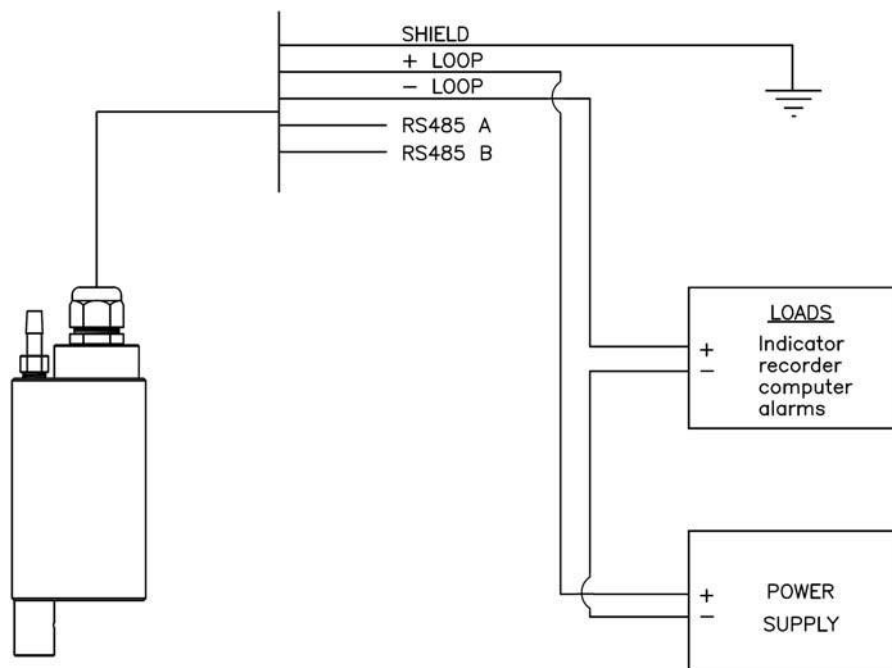 SHIELD
+ LOOP
− LOOP
RS485 A
RS485 B
LOADS
+
−
Indicator
recorder
computer
alarms
+
−
POWER
SUPPLY